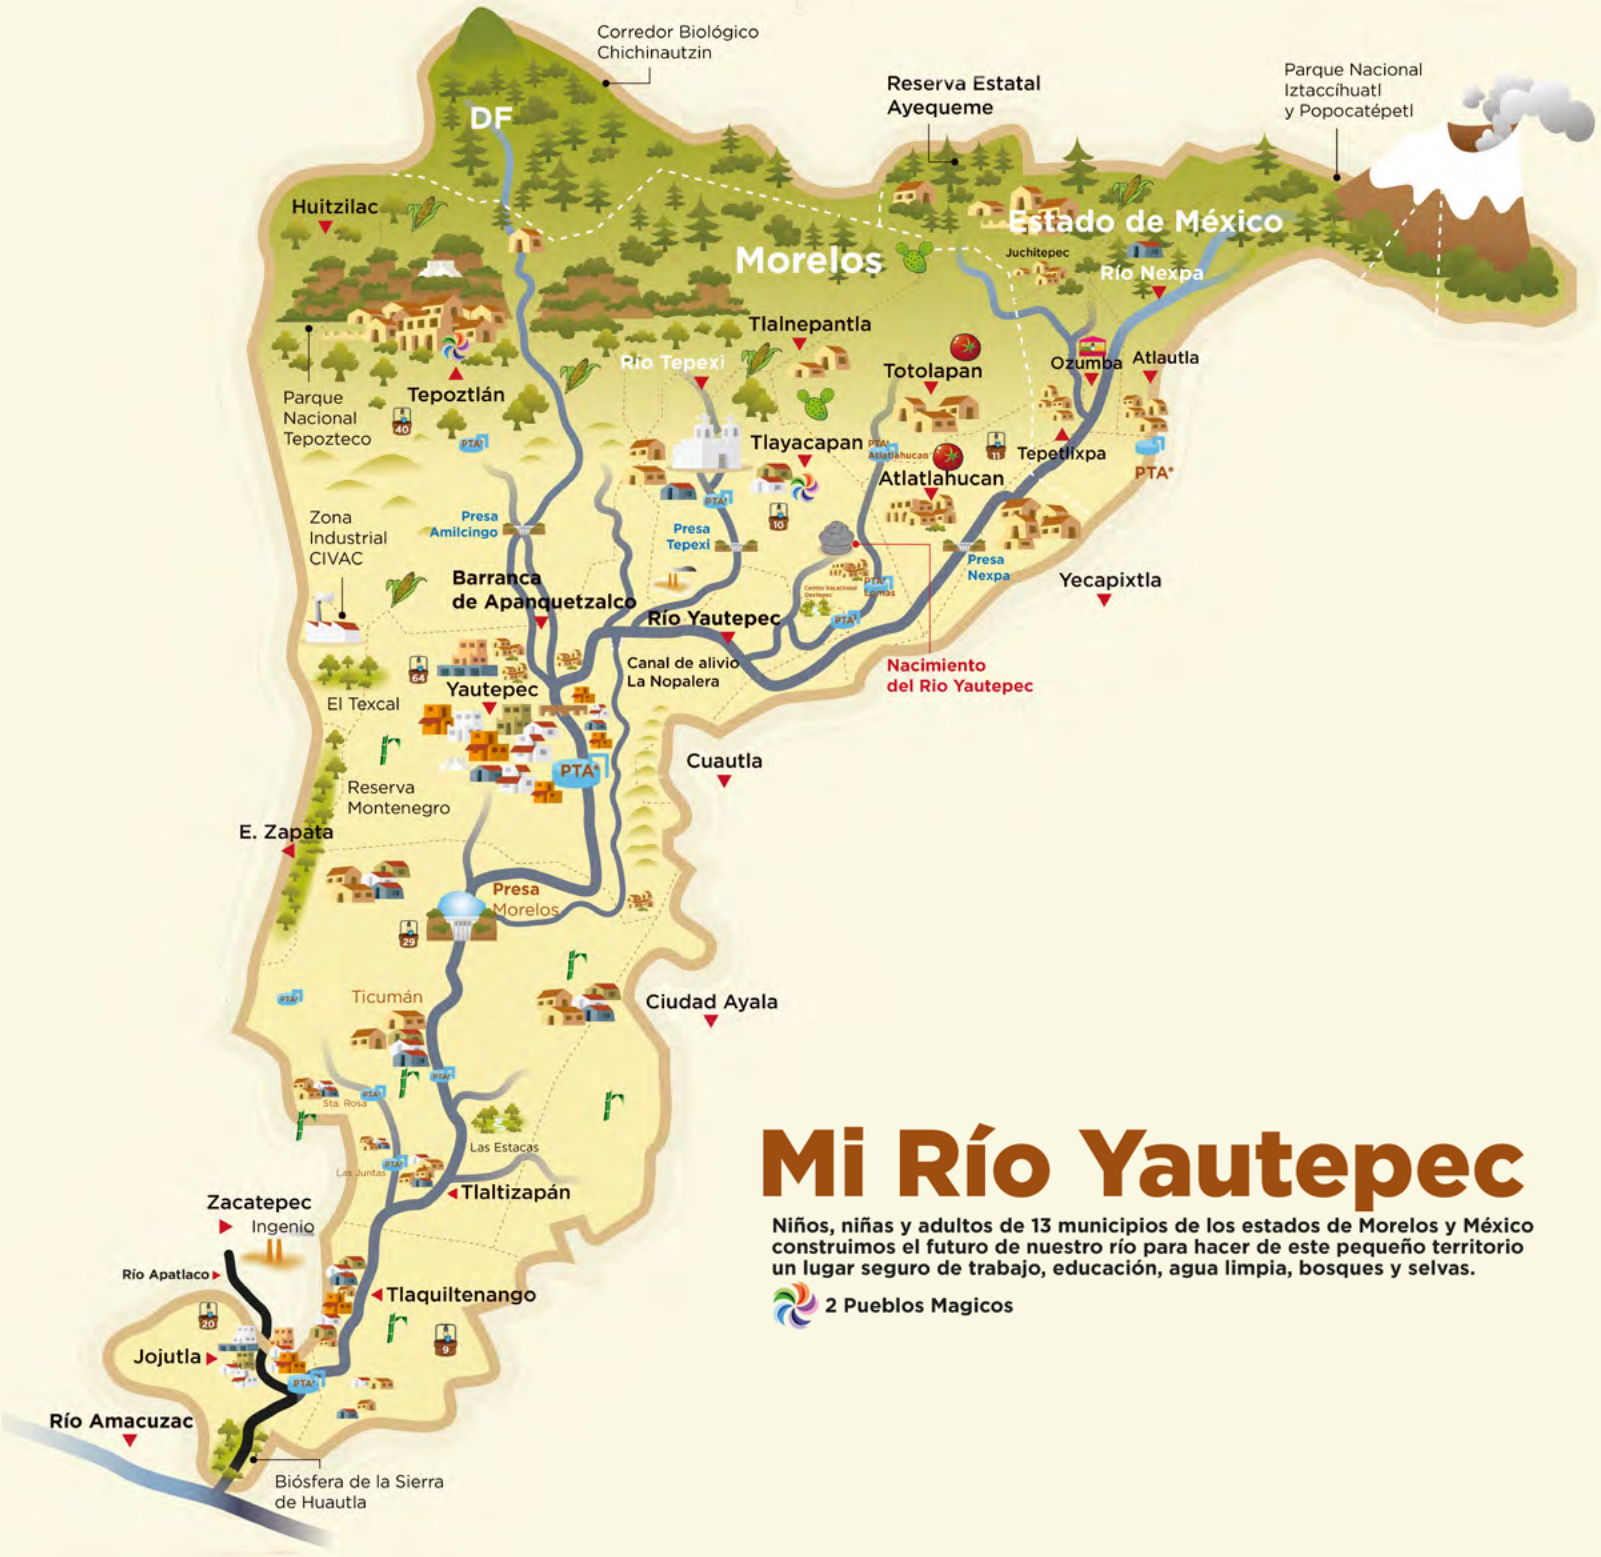 Corredor Biológico
Chichinautzin
DF
Reserva Estatal
Ayequeme
Parque Nacional
Iztaccíhuatl
y Popocatépetl
Huitzilac
Estado de México
Morelos
Juchitepec
Río Nexpa
Tlalnepantla
Río Tepexi
Totolapan
Ozumba
Atlautla
Parque
Nacional
Tepozteco
Tepoztlán
40
PTA*
Tlayacapan
PTA*
Atlatlahucan
11
Tepetlixpa
PTA*
Atlatlahucan
PTA*
10
Zona
Industrial
CIVAC
Presa
Amilcingo
Presa
Tepexi
Presa
Nexpa
Yecapixtla
Barranca
de Apanquetzalco
Centro Vacacional
Oaxtepec
PTA*
Lomas
PTA*
Río Yautepec
Canal de alivio
La Nopalera
Nacimiento
del Rio Yautepec
64
Yautepec
El Texcal
PTA*
Cuautla
Reserva
Montenegro
E. Zapata
Presa
Morelos
29
PTA*
Ticumán
Ciudad Ayala
PTA*
PTA*
Sta. Rosa
Las Estacas
PTA*
Las Juntas
Tlaltizapán
Zacatepec
Ingenio
Río Apatlaco
Tlaquiltenango
20
9
Jojutla
PTA*
Río Amacuzac
Biósfera de la Sierra
de Huautla
Mi Río Yautepec
Niños, niñas y adultos de 13 municipios de los estados de Morelos y México
construimos el futuro de nuestro río para hacer de este pequeño territorio
un lugar seguro de trabajo, educación, agua limpia, bosques y selvas.
2 Pueblos Magicos